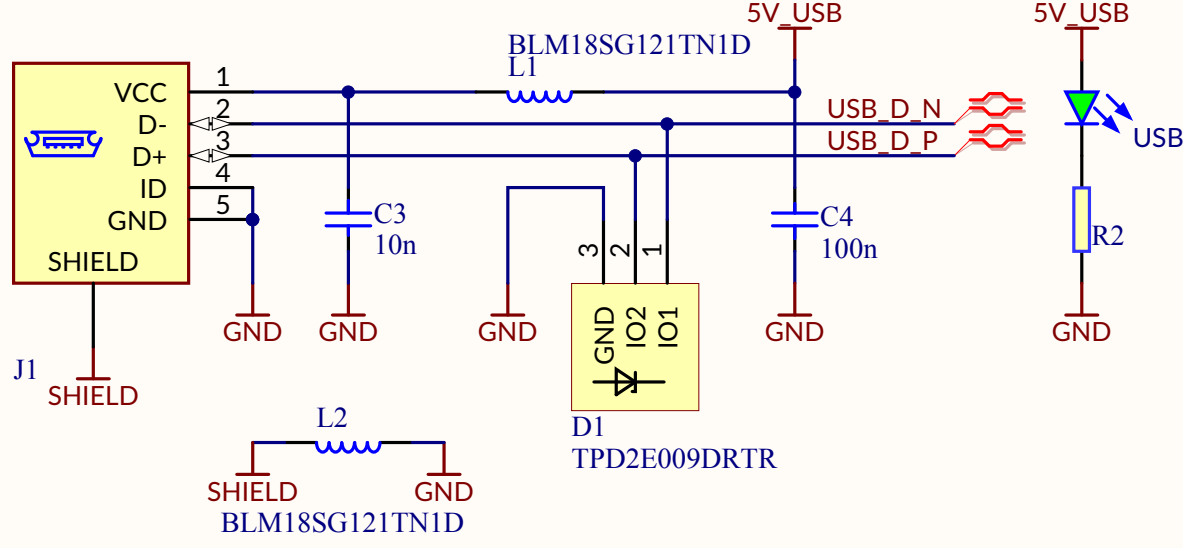 5V_USB
5V_USB
BLM18SG121TN1D
L1
VCC
1
D-
2
D+
3
ID
4
GND
5
SHIELD
USB_D_N
USB_D_P
USB
C3
10n
C4
100n
R2
3
2
1
GND
IO2
IO1
GND
GND
GND
GND
GND
J1
SHIELD
D1
TPD2E009DRTR
L2
SHIELD
GND
BLM18SG121TN1D